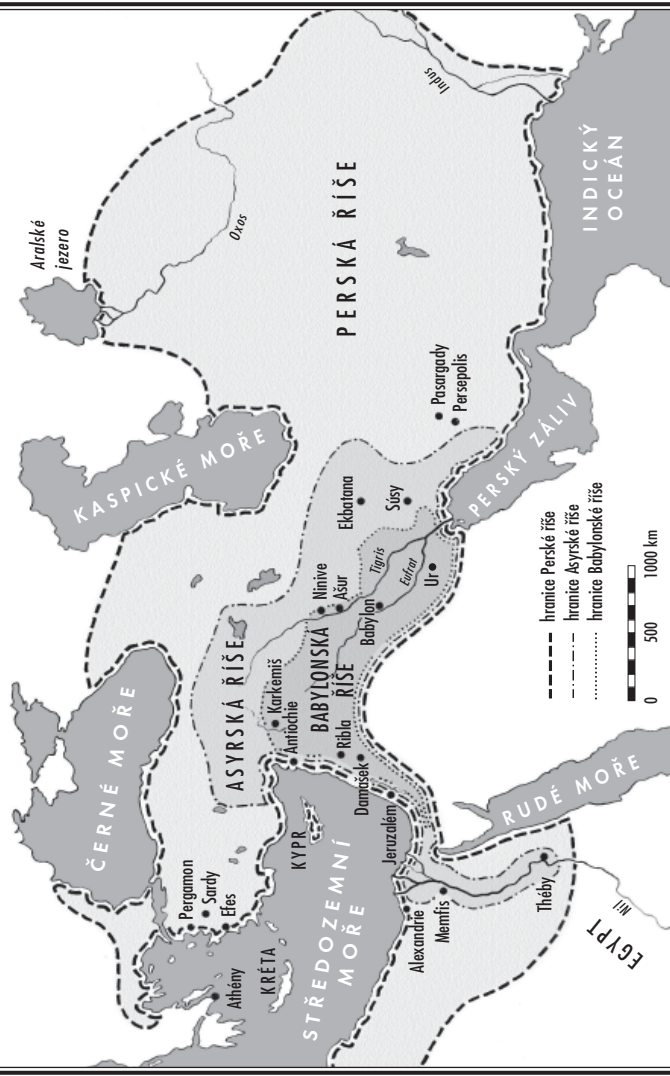 Aralské
jezero
KASPICKÉ MOŘE
ČERNÉ MOŘE
Oxos
Indus
PERSKÁ ŘÍŠE
INDICKÝ
OCEÁN
Pasargady
Persepolis
PERSKÝ ZÁLIV
Ekbatana
Súsy
ASYRSKÁ ŘÍŠE
Ninive
Ašur
Tigris
Eufrat
Babylon
Ur
BABYLONSKÁ
ŘÍŠE
Karkemiš
Antiochie
Ribla
Damašek
Jeruzalém
Pergamon
Sardy
Efes
Athény
KRÉTA
KYPR
STŘEDOZEMNÍ
MOŘE
Alexandrie
Memfis
Théby
Nil
EGYPT
RUDÉ MOŘE
hranice Perské říše
hranice Asyrské říše
hranice Babylonské říše
0 500 1000 km